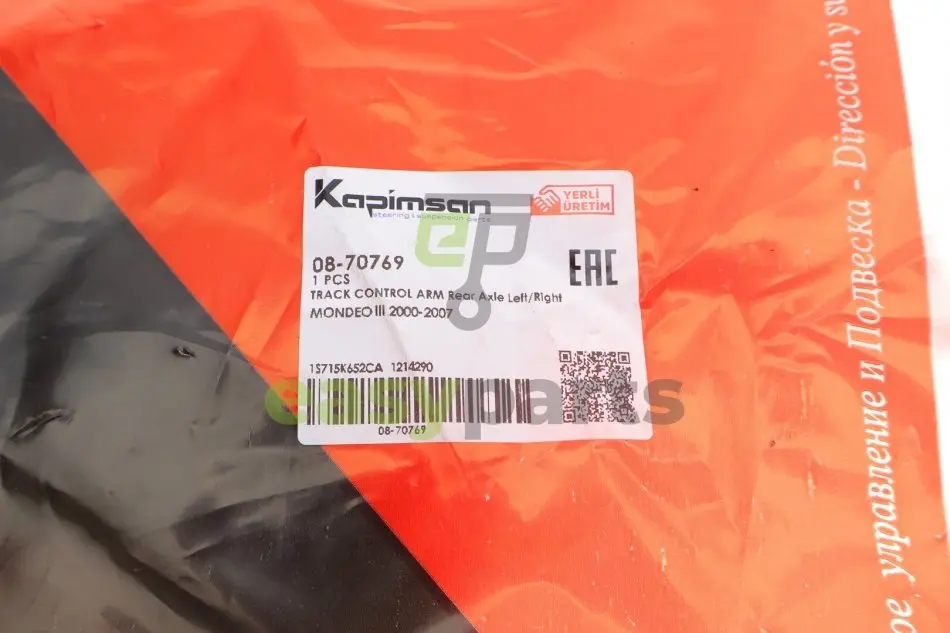 Kapimsan
steering & suspension parts
YERLİ
ÜRETİM
08-70769
1 PCS
EAC
TRACK CONTROL ARM Rear Axle Left/Right
MONDEO III 2000-2007
1S715K652CA 1214290
08-70769
easyparts
ep
управление и Подвеска - Dirección y